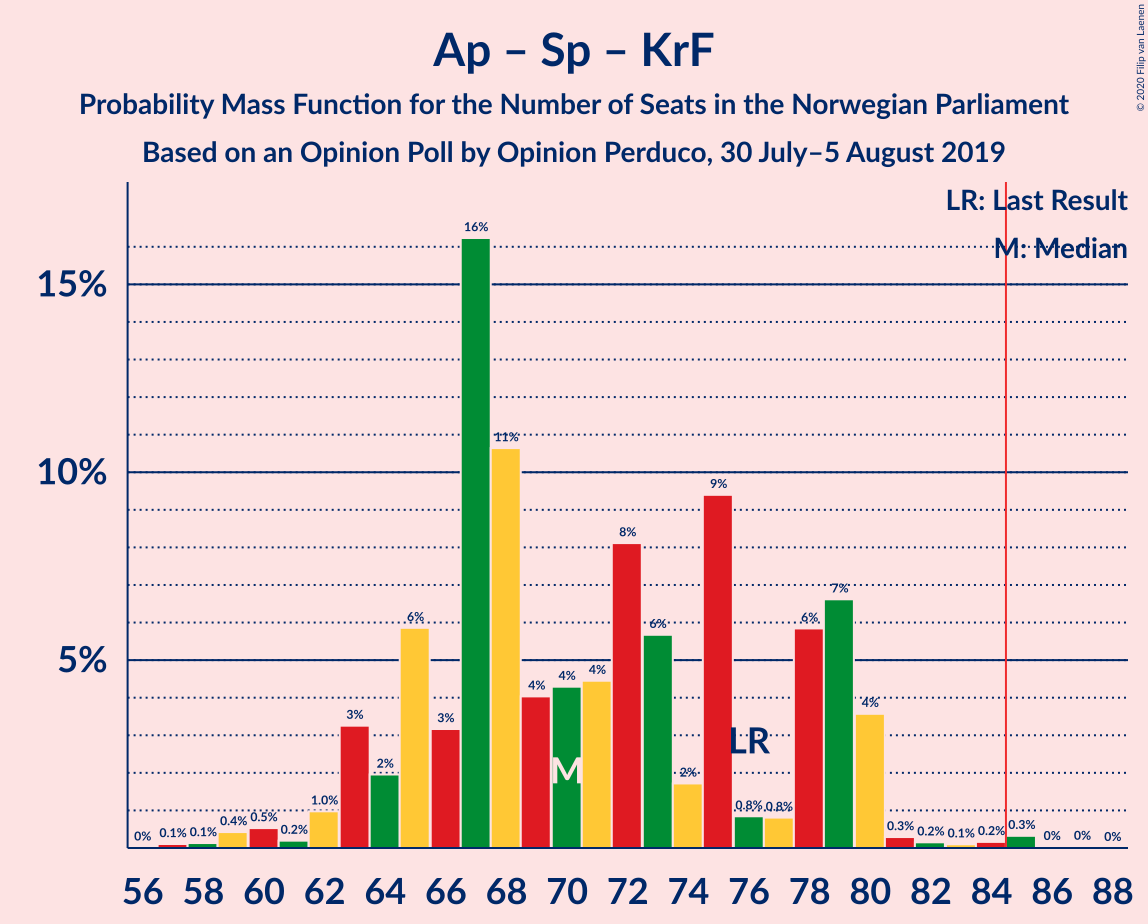 Ap – Sp – KrF
Probability Mass Function for the Number of Seats in the Norwegian Parliament
Based on an Opinion Poll by Opinion Perduco, 30 July–5 August 2019
© 2020 Filip van Laenen
LR: Last Result
M: Median
15%
10%
5%
0% 0.1% 0.1% 0.4% 0.5% 0.2% 1.0% 3% 2% 6% 3% 16% 11% 4% 4% 4% 8% 6% 2% 9% 0.8% 0.8% 6% 7% 4% 0.3% 0.2% 0.1% 0.2% 0.3% 0% 0% 0%
LR
M
56 58 60 62 64 66 68 70 72 74 76 78 80 82 84 86 88